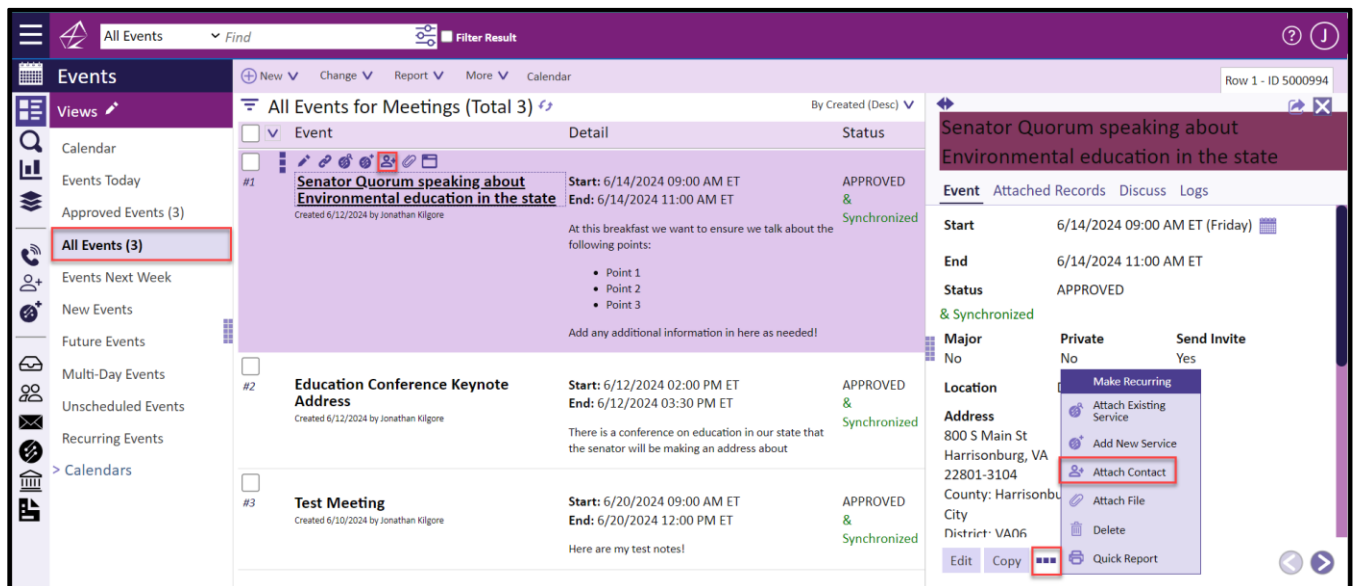 All Events
Find
Filter Result
?
J
Events
New
Change
Report
More
Calendar
Row 1 - ID 5000994
Views
Calendar
Events Today
Approved Events (3)
All Events (3)
Events Next Week
New Events
Future Events
Multi-Day Events
Unscheduled Events
Recurring Events
> Calendars
All Events for Meetings (Total 3)
By Created (Desc)
Event
Detail
Status
#1
Senator Quorum speaking about
Environmental education in the state
Created 6/12/2024 by Jonathan Kilgore
Start: 6/14/2024 09:00 AM ET
End: 6/14/2024 11:00 AM ET
At this breakfast we want to ensure we talk about the
following points:
• Point 1
• Point 2
• Point 3
Add any additional information in here as needed!
APPROVED
&
Synchronized
#2
Education Conference Keynote
Address
Created 6/12/2024 by Jonathan Kilgore
Start: 6/12/2024 02:00 PM ET
End: 6/12/2024 03:30 PM ET
There is a conference on education in our state that
the senator will be making an address about
APPROVED
&
Synchronized
#3
Test Meeting
Created 6/10/2024 by Jonathan Kilgore
Start: 6/20/2024 09:00 AM ET
End: 6/20/2024 12:00 PM ET
Here are my test notes!
APPROVED
&
Synchronized
Senator Quorum speaking about
Environmental education in the state
Event
Attached Records
Discuss
Logs
Start 6/14/2024 09:00 AM ET (Friday)
End 6/14/2024 11:00 AM ET
Status APPROVED
& Synchronized
Major Private Send Invite
No No Yes
Location
Address
800 S Main St
Harrisonburg, VA
22801-3104
County: Harrisonbu
City
District: VA06
Make Recurring
Attach Existing
Service
Add New Service
Attach Contact
Attach File
Delete
Quick Report
Edit
Copy